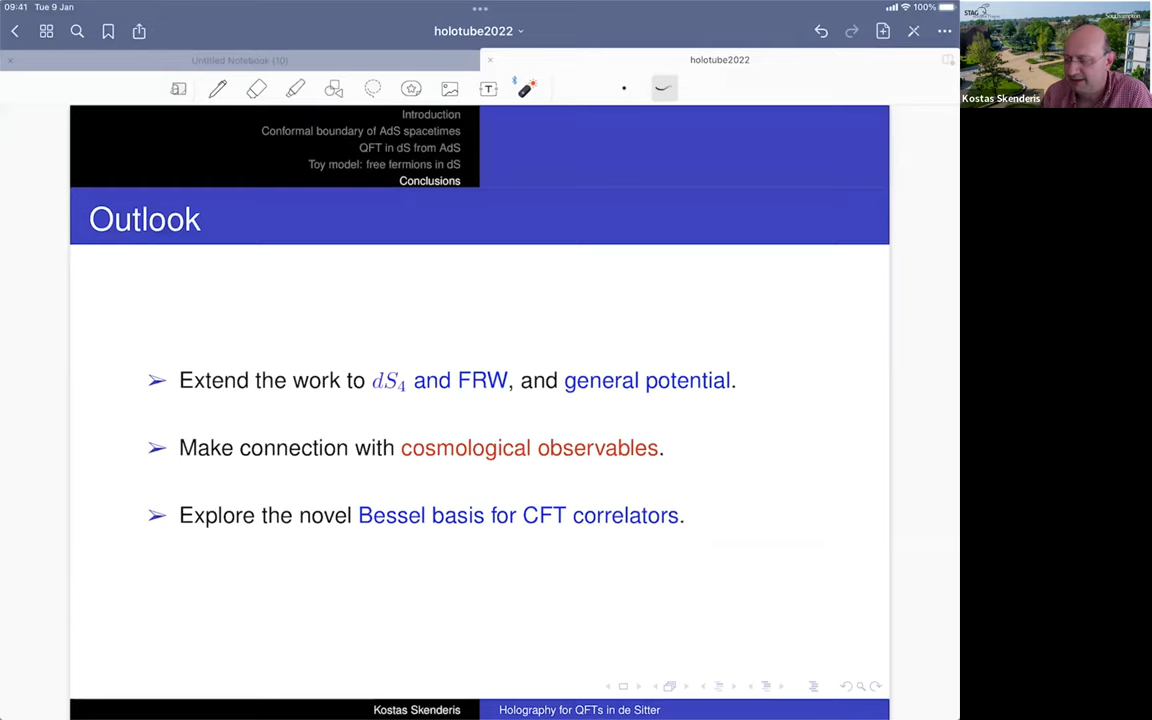 09:41 Tue 9 Jan
100%
holotube2022
Untitled Notebook (10)
holotube2022
STAG
Southampton
Kostas Skenderis
Introduction
Conformal boundary of AdS spacetimes
QFT in dS from AdS
Toy model: free fermions in dS
Conclusions
Outlook
Extend the work to dS4 and FRW, and general potential.
Make connection with cosmological observables.
Explore the novel Bessel basis for CFT correlators.
Kostas Skenderis
Holography for QFTs in de Sitter